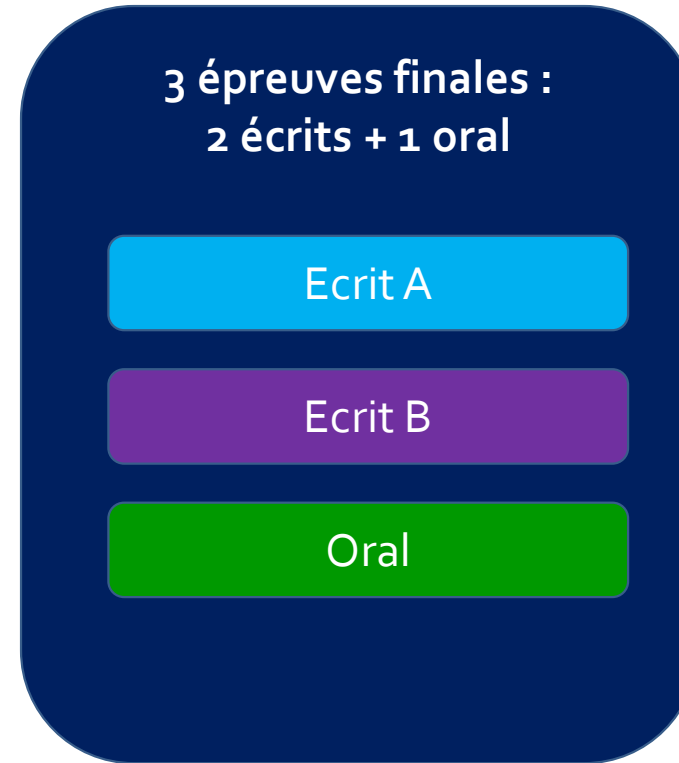 3 épreuves finales :
2 écrits + 1 oral
Ecrit A
Ecrit B
Oral